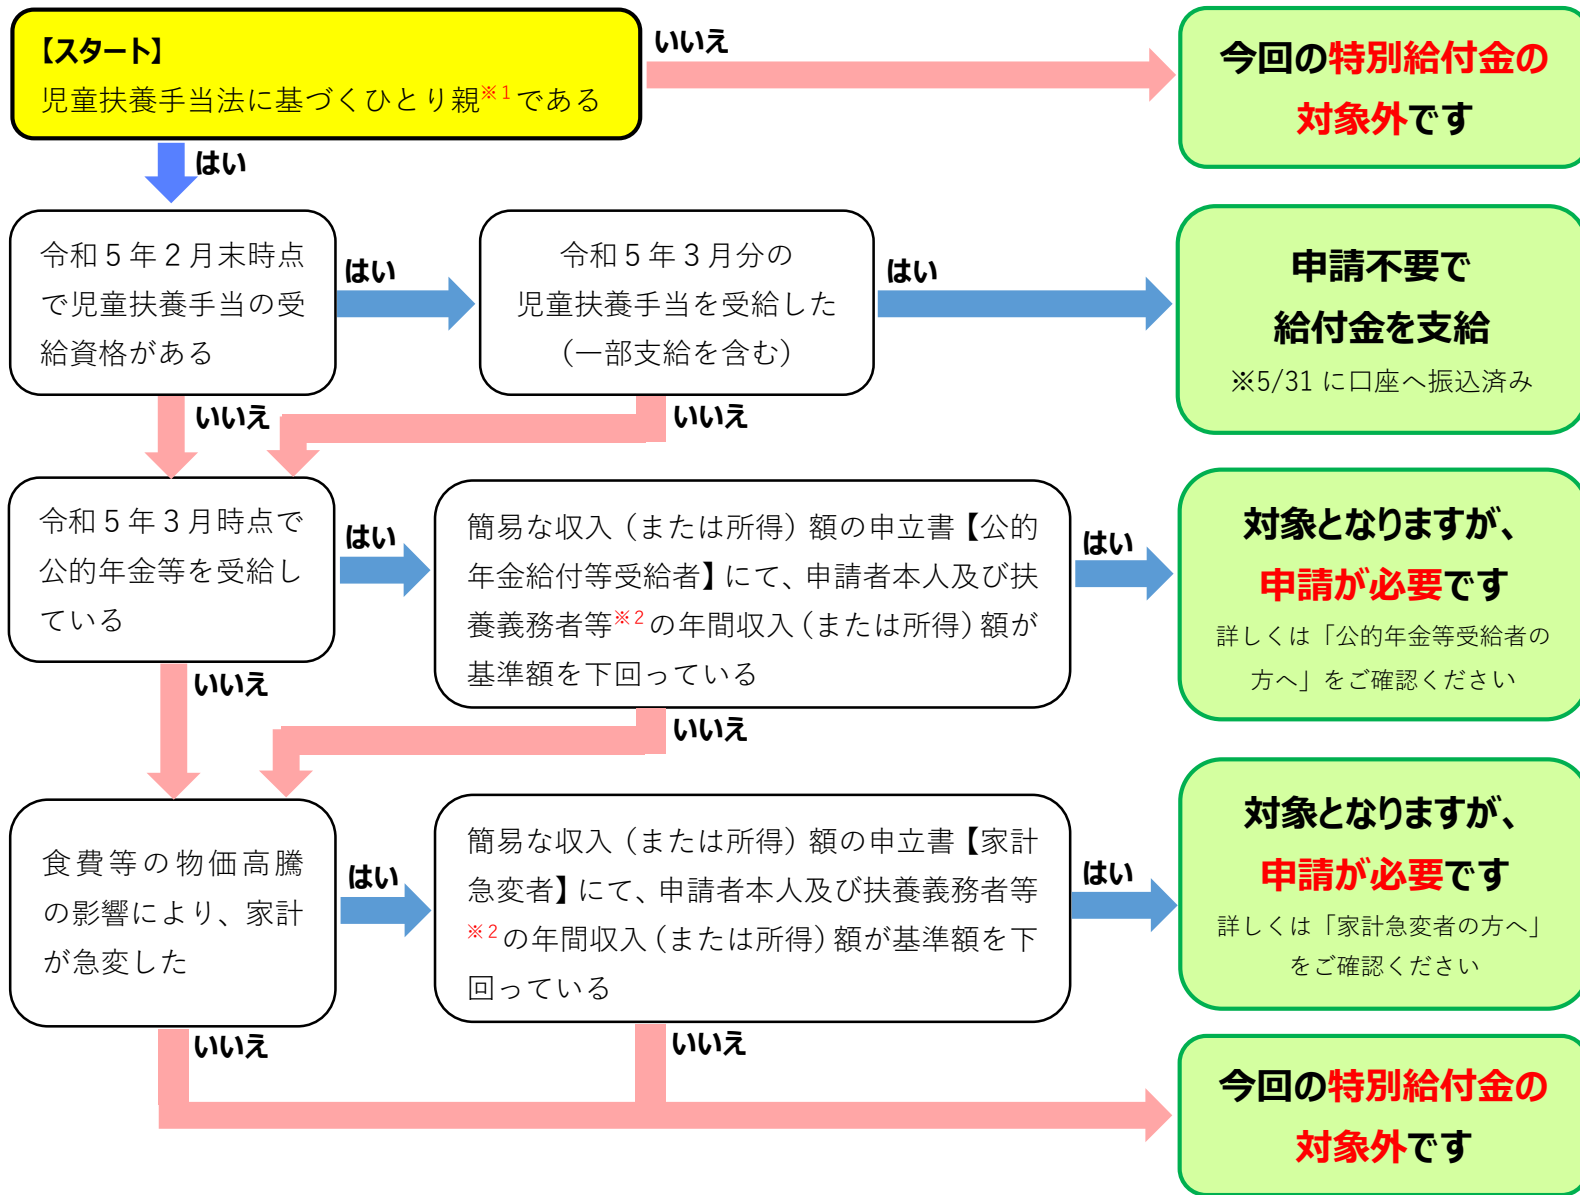 【スタート】
児童扶養手当法に基づくひとり親※1である
いいえ
今回の特別給付金の
対象外です
はい
令和5年2月末時点
で児童扶養手当の受
給資格がある
はい
令和5年3月分の
児童扶養手当を受給した
（一部支給を含む）
はい
申請不要で
給付金を支給
※5/31に口座へ振込済み
いいえ
いいえ
令和5年3月時点で
公的年金等を受給し
ている
はい
簡易な収入（または所得）額の申立書【公的
年金給付等受給者】にて、申請者本人及び扶
養義務者等※2の年間収入（または所得）額が
基準額を下回っている
はい
対象となりますが、
申請が必要です
詳しくは「公的年金等受給者の
方へ」をご確認ください
いいえ
いいえ
食費等の物価高騰
の影響により、家計
が急変した
はい
簡易な収入（または所得）額の申立書【家計
急変者】にて、申請者本人及び扶養義務者等
※2の年間収入（または所得）額が基準額を下
回っている
はい
対象となりますが、
申請が必要です
詳しくは「家計急変者の方へ」
をご確認ください
いいえ
いいえ
今回の特別給付金の
対象外です